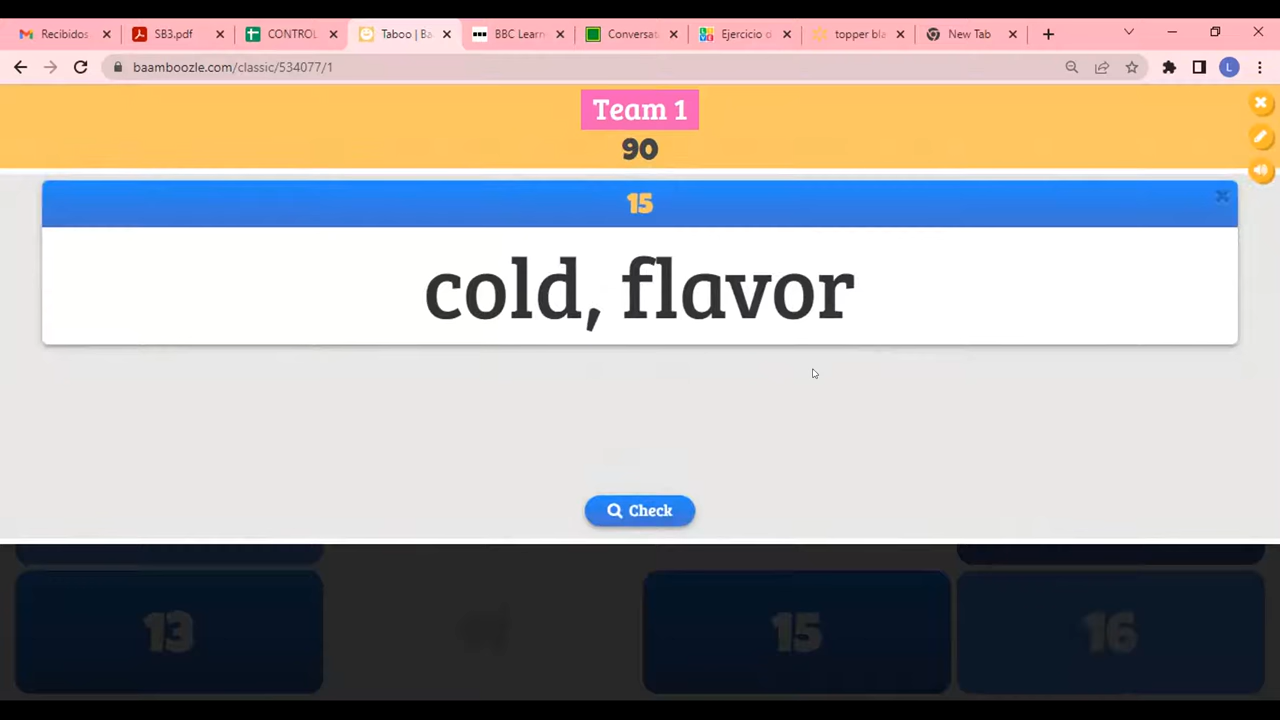 Recibidos
SB3.pdf
CONTROL
Taboo | Ba
BBC Learn
Conversat
Ejercicio d
topper bla
New Tab
baamboozle.com/classic/534077/1
L
Team 1
90
15
cold, flavor
Check
13
15
16